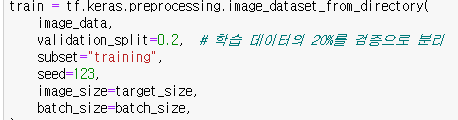 train = tf.keras.preprocessing.image_dataset_from_directory(
    image_data,
    validation_split=0.2,  # 학습 데이터의 20%를 검증으로 분리
    subset="training",
    seed=123,
    image_size=target_size,
    batch_size=batch_size,